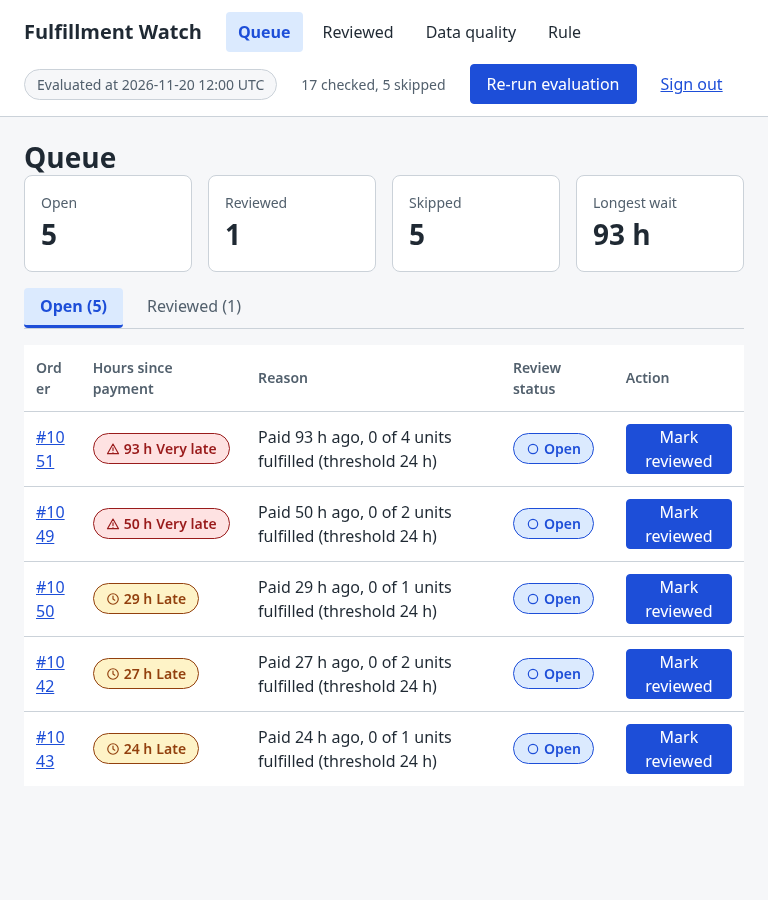 Fulfillment Watch
Queue
Reviewed
Data quality
Rule
Evaluated at 2026-11-20 12:00 UTC
17 checked, 5 skipped
Re-run evaluation
Sign out
Queue
Open
5
Reviewed
1
Skipped
5
Longest wait
93 h
Open (5)
Reviewed (1)
Ord
er
Hours since
payment
Reason
Review
status
Action
#10
51
93 h Very late
Paid 93 h ago, 0 of 4 units
fulfilled (threshold 24 h)
Open
Mark
reviewed
#10
49
50 h Very late
Paid 50 h ago, 0 of 2 units
fulfilled (threshold 24 h)
Open
Mark
reviewed
#10
50
29 h Late
Paid 29 h ago, 0 of 1 units
fulfilled (threshold 24 h)
Open
Mark
reviewed
#10
42
27 h Late
Paid 27 h ago, 0 of 2 units
fulfilled (threshold 24 h)
Open
Mark
reviewed
#10
43
24 h Late
Paid 24 h ago, 0 of 1 units
fulfilled (threshold 24 h)
Open
Mark
reviewed